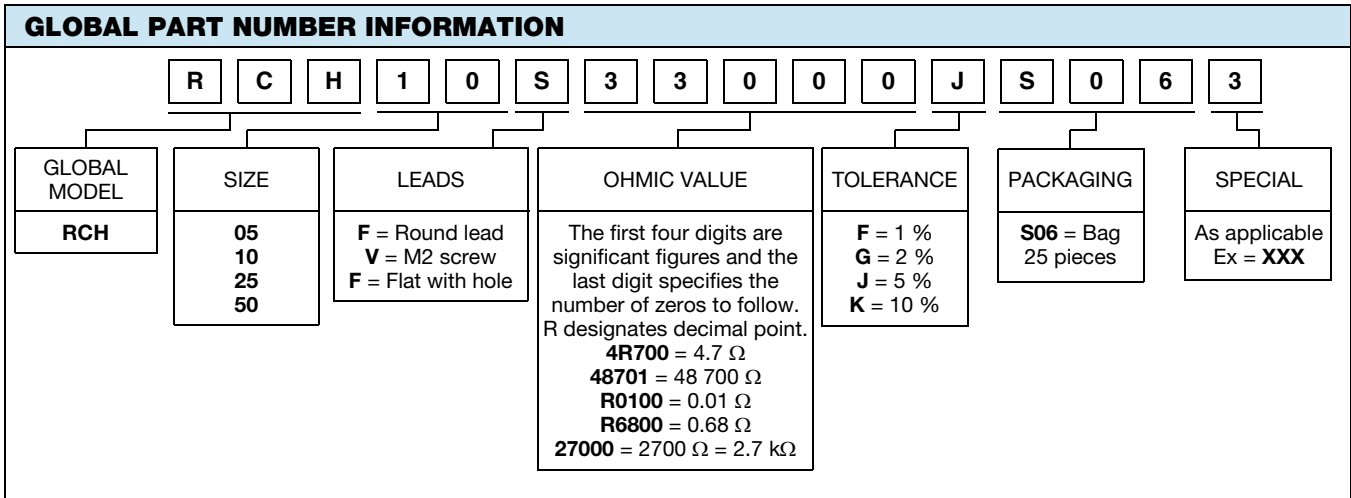 GLOBAL PART NUMBER INFORMATION
R C H 1 0 S 3 3 0 0 0 J S 0 6 3
GLOBAL
MODEL
RCH
SIZE
05
10
25
50
LEADS
F = Round lead
V = M2 screw
F = Flat with hole
OHMIC VALUE
The first four digits are
significant figures and the
last digit specifies the
number of zeros to follow.
R designates decimal point.
4R700 = 4.7 Ω
48701 = 48 700 Ω
R0100 = 0.01 Ω
R6800 = 0.68 Ω
27000 = 2700 Ω = 2.7 kΩ
TOLERANCE
F = 1 %
G = 2 %
J = 5 %
K = 10 %
PACKAGING
S06 = Bag
25 pieces
SPECIAL
As applicable
Ex = XXX